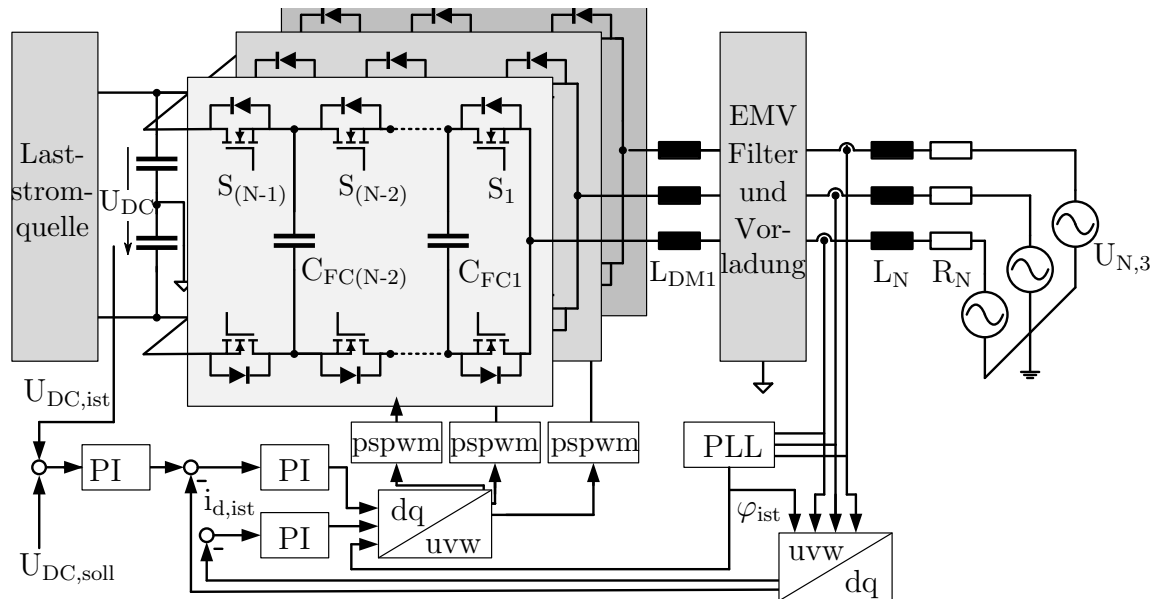 Last-
strom-
quelle
U_DC
S_(N-1)
S_(N-2)
S_1
C_FC(N-2)
C_FC1
L_DM1
EMV
Filter
und
Vor-
ladung
L_N
R_N
U_N,3
U_DC,ist
pspwm
pspwm
pspwm
PLL
PI
PI
-
i_d,ist
dq
uvw
φ_ist
PI
-
U_DC,soll
uvw
dq